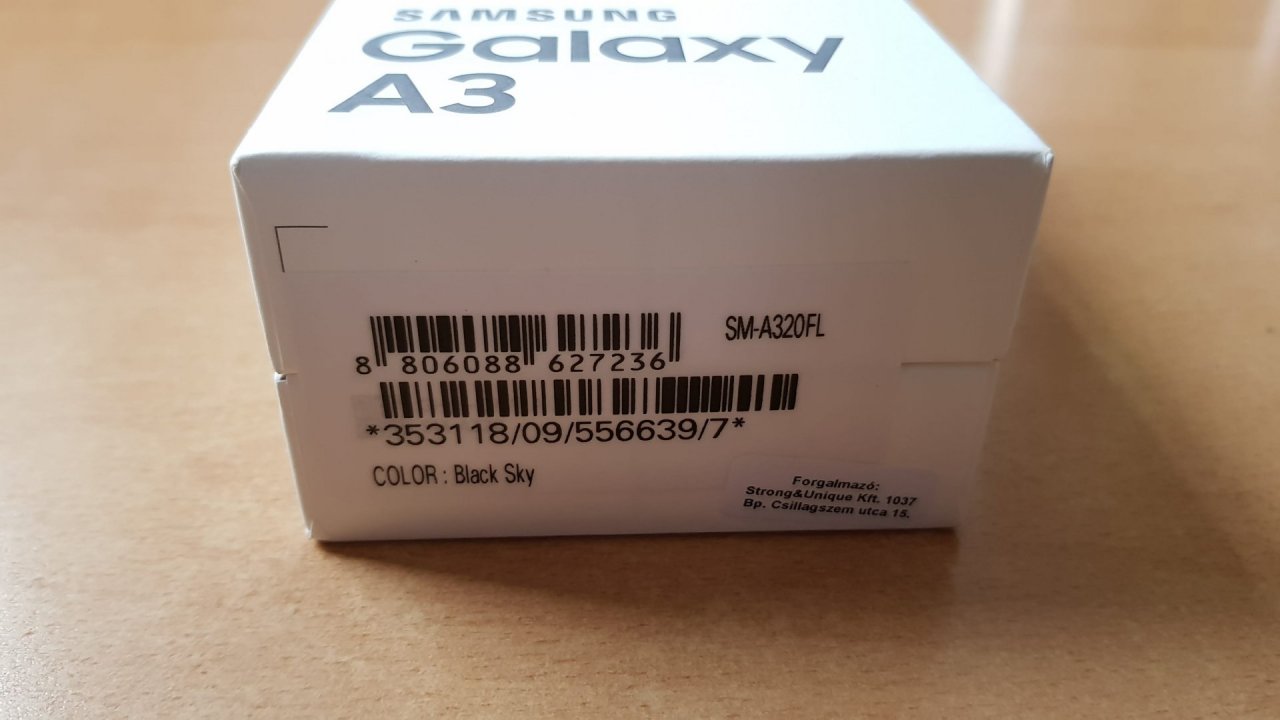 SAMSUNG
Galaxy
A3
SM-A320FL
8 806088 627236
*353118/09/556639/7*
COLOR : Black Sky
Forgalmazó:
Strong&Unique Kft. 1037
Bp. Csillagszem utca 15.